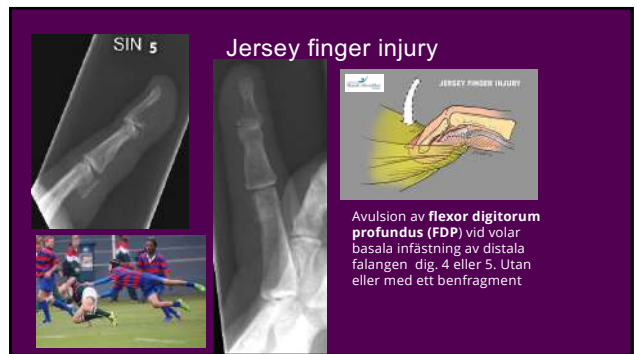 SIN 5
Jersey finger injury
JERSEY FINGER INJURY
Avulsion av flexor digitorum
profundus (FDP) vid volar
basala infästning av distala
falangen dig. 4 eller 5. Utan
eller med ett benfragment